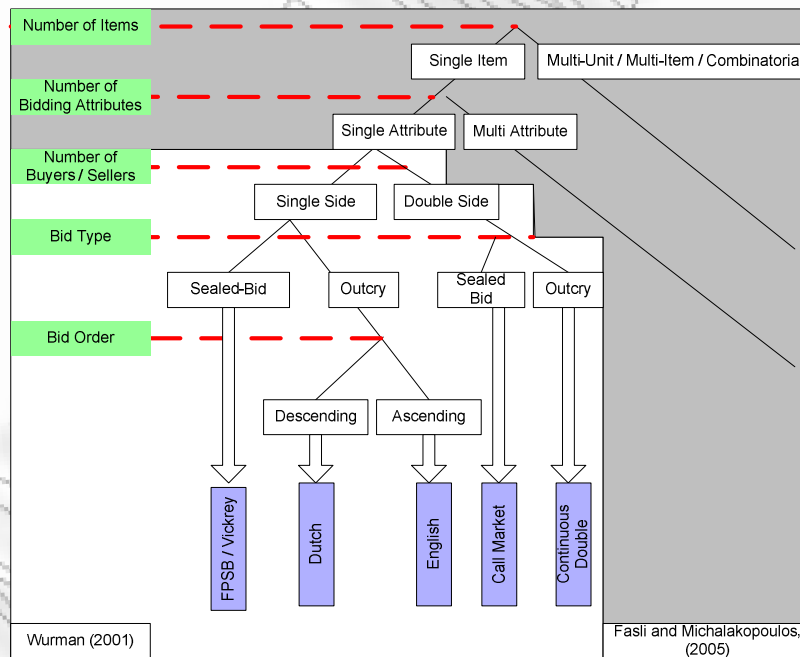 Number of Items
Single Item
Multi-Unit / Multi-Item / Combinatoria
Number of
Bidding Attributes
Single Attribute
Multi Attribute
Number of
Buyers / Sellers
Single Side
Double Side
Bid Type
Sealed-Bid
Outcry
Sealed
Bid
Outcry
Bid Order
Descending
Ascending
FPSB / Vickrey
Dutch
English
Call Market
Continuous
Double
Wurman (2001)
Fasli and Michalakopoulos,
(2005)